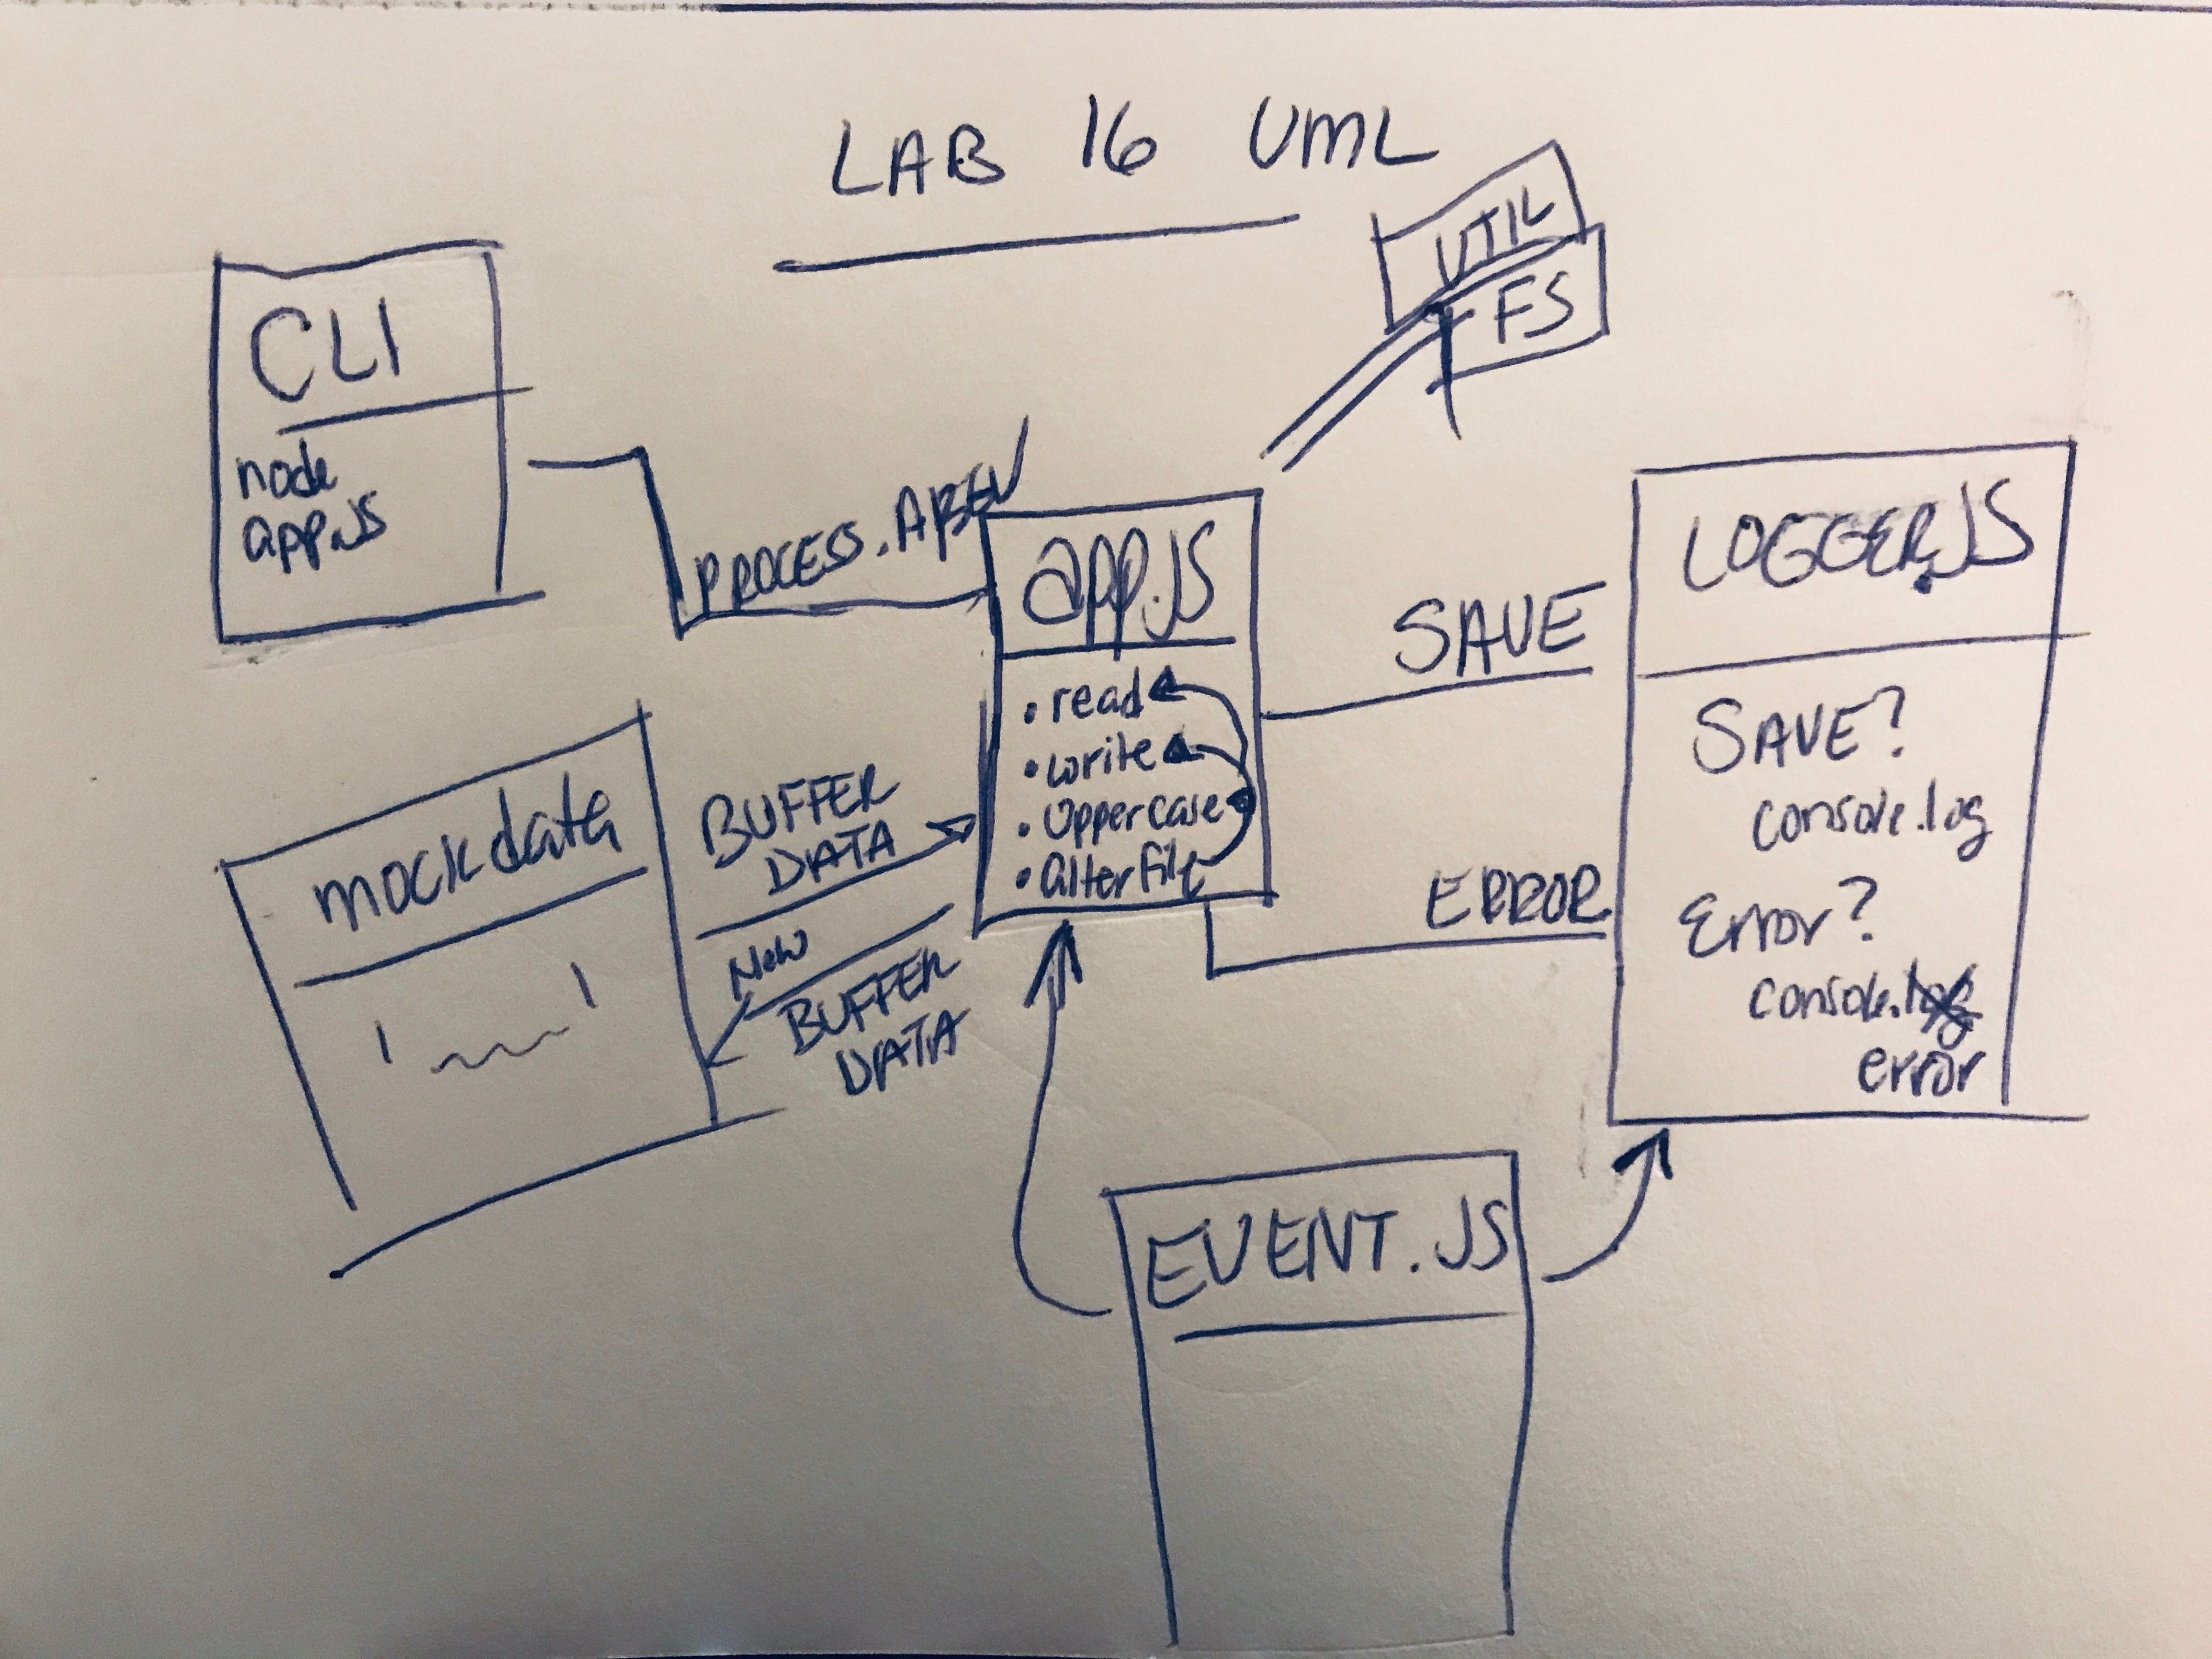 LAB 16 UML
UTIL
FS
CLI
node
app.JS
PROCESS.ARGV
app.JS
• read
• write
• Uppercase
• alterfile
SAVE
ERROR
LOGGER.JS
SAVE?
console.log
Error?
console.log
error
mockdata
BUFFER
DATA
New
BUFFER
DATA
EVENT.JS